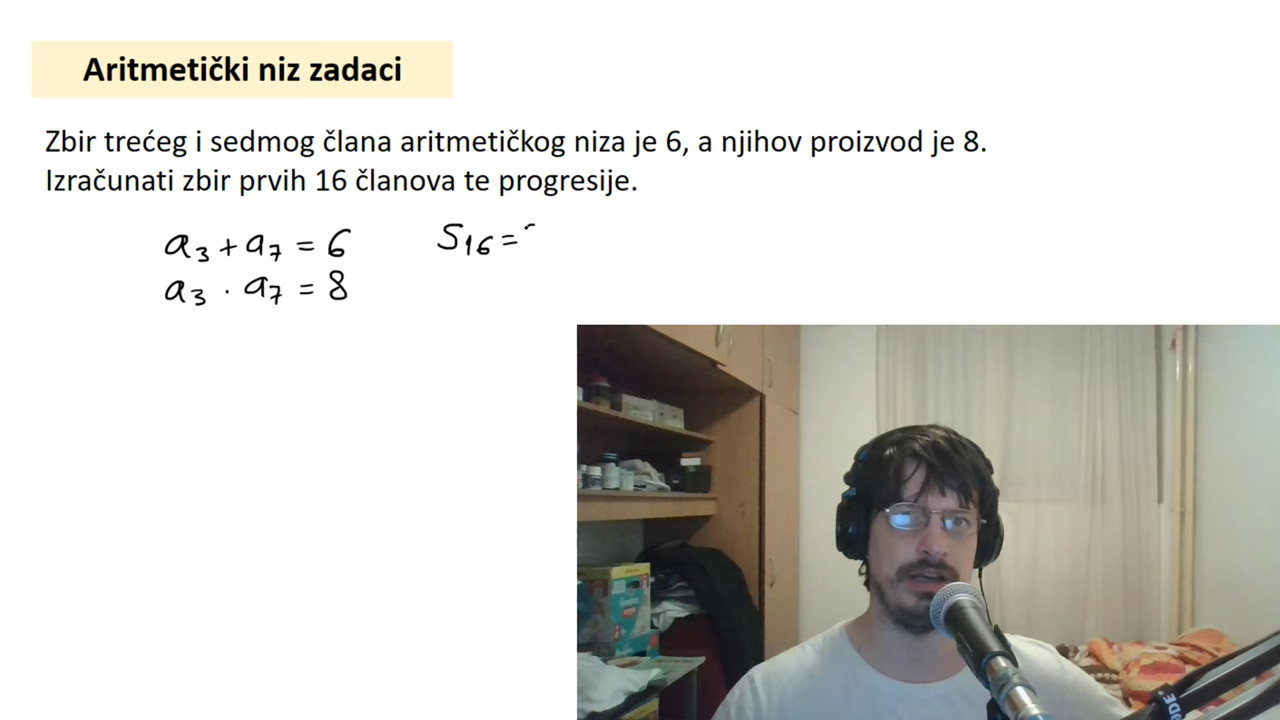 Aritmetički niz zadaci
Zbir trećeg i sedmog člana aritmetičkog niza je 6, a njihov proizvod je 8.
Izračunati zbir prvih 16 članova te progresije.
a₃ + a₇ = 6
S₁₆ =
a₃ · a₇ = 8